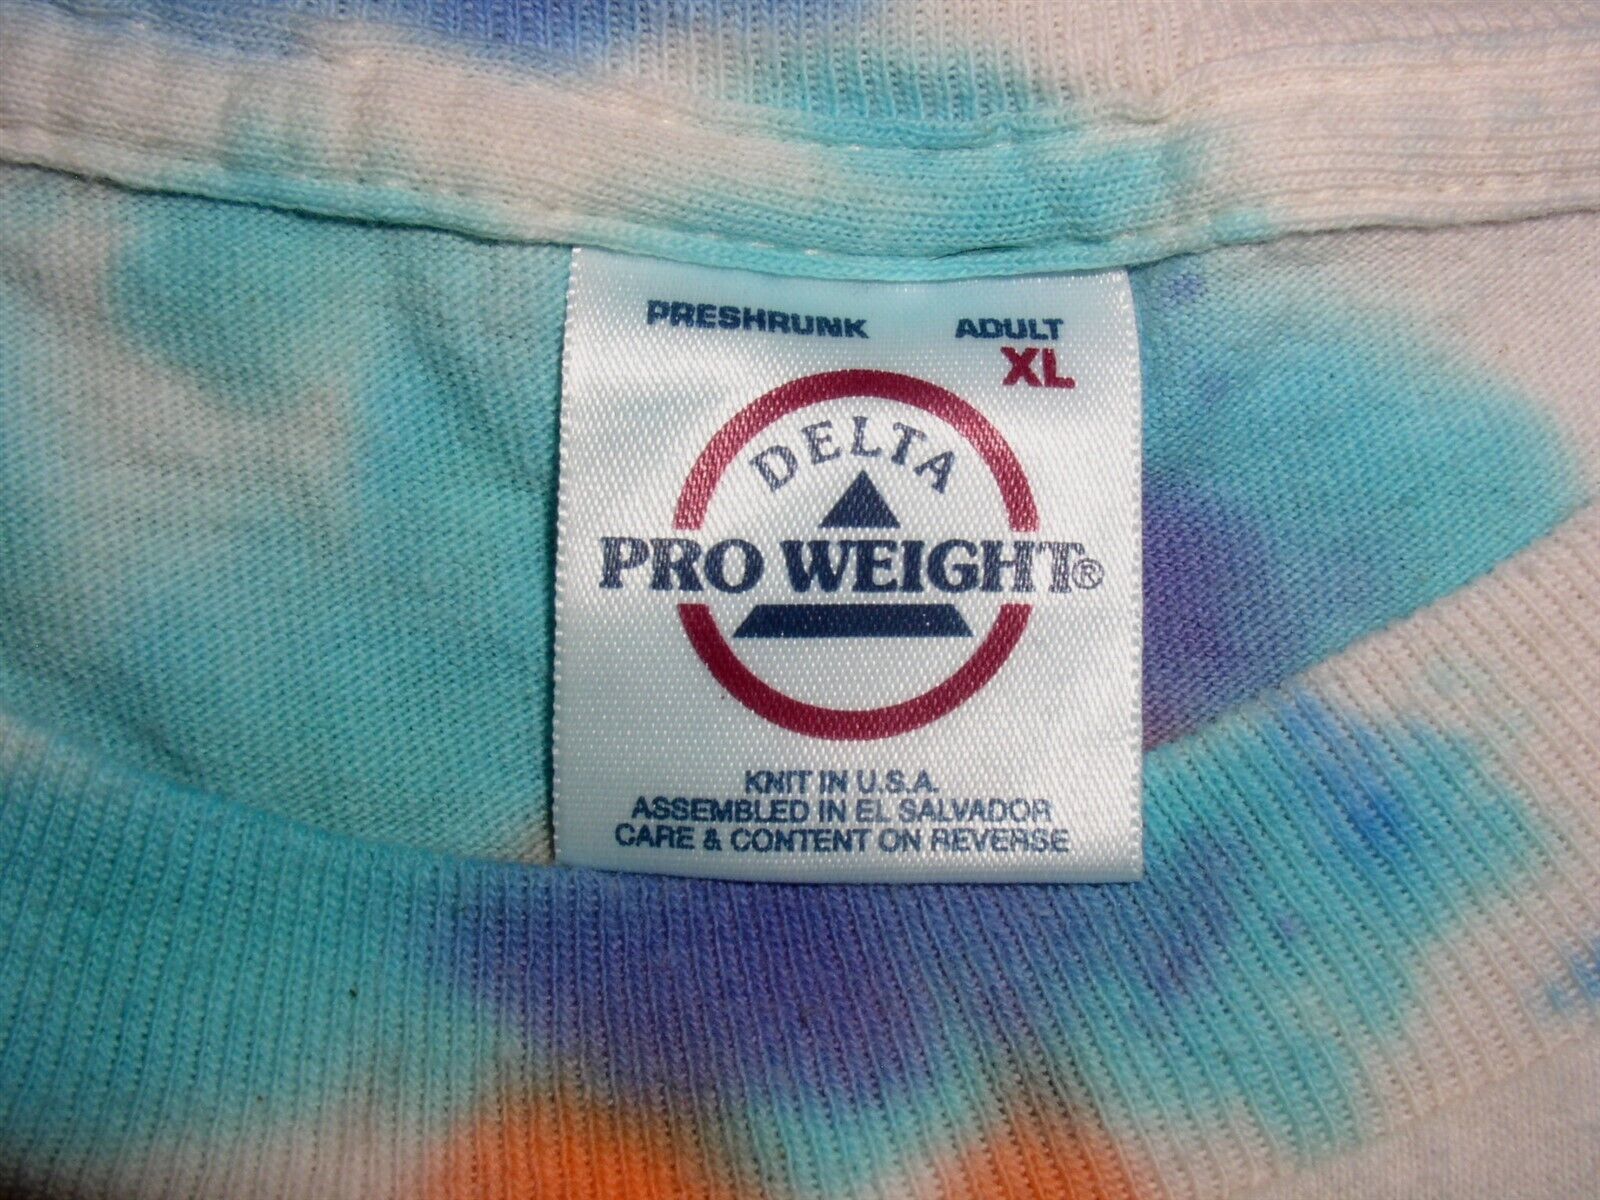 PRESHRUNK ADULT
XL
DELTA
PRO WEIGHT®
KNIT IN U.S.A.
ASSEMBLED IN EL SALVADOR
CARE & CONTENT ON REVERSE